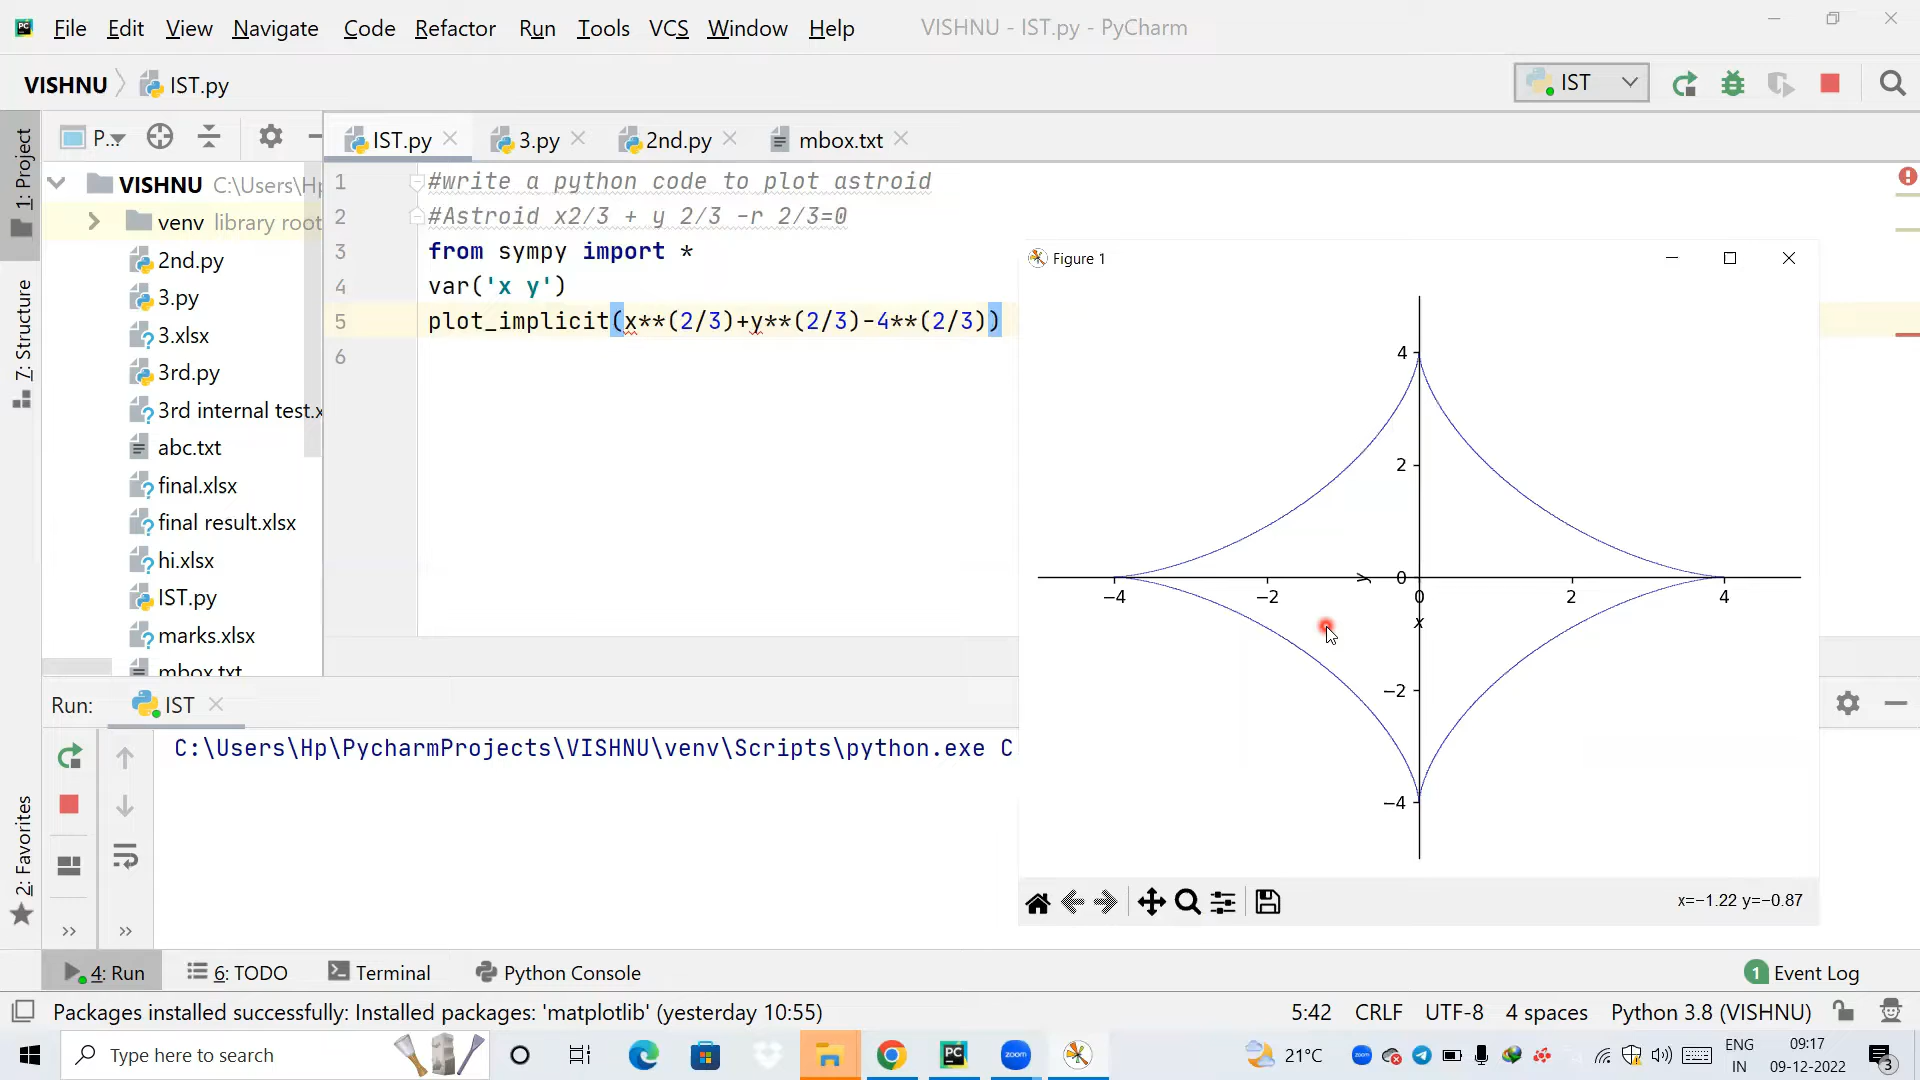 File Edit View Navigate Code Refactor Run Tools VCS Window Help VISHNU - IST.py - PyCharm
VISHNU IST.py IST
1: Project
7: Structure
2: Favorites
P...
IST.py 3.py 2nd.py mbox.txt
VISHNU C:\Users\H
venv library root
2nd.py
3.py
3.xlsx
3rd.py
3rd internal test.x
abc.txt
final.xlsx
final result.xlsx
hi.xlsx
IST.py
marks.xlsx
mbox.txt
1 #write a python code to plot astroid
2 #Astroid x2/3 + y 2/3 -r 2/3=0
3 from sympy import *
4 var('x y')
5 plot_implicit(x**(2/3)+y**(2/3)-4**(2/3))
6
Figure 1
4
2
y 0
−4 −2 0 2 4
x
−2
−4
x=−1.22 y=−0.87
Run: IST
C:\Users\Hp\PycharmProjects\VISHNU\venv\Scripts\python.exe C
4: Run 6: TODO Terminal Python Console 1 Event Log
Packages installed successfully: Installed packages: 'matplotlib' (yesterday 10:55) 5:42 CRLF UTF-8 4 spaces Python 3.8 (VISHNU)
Type here to search PC zoom 21°C zoom ENG 09:17
IN 09-12-2022 3